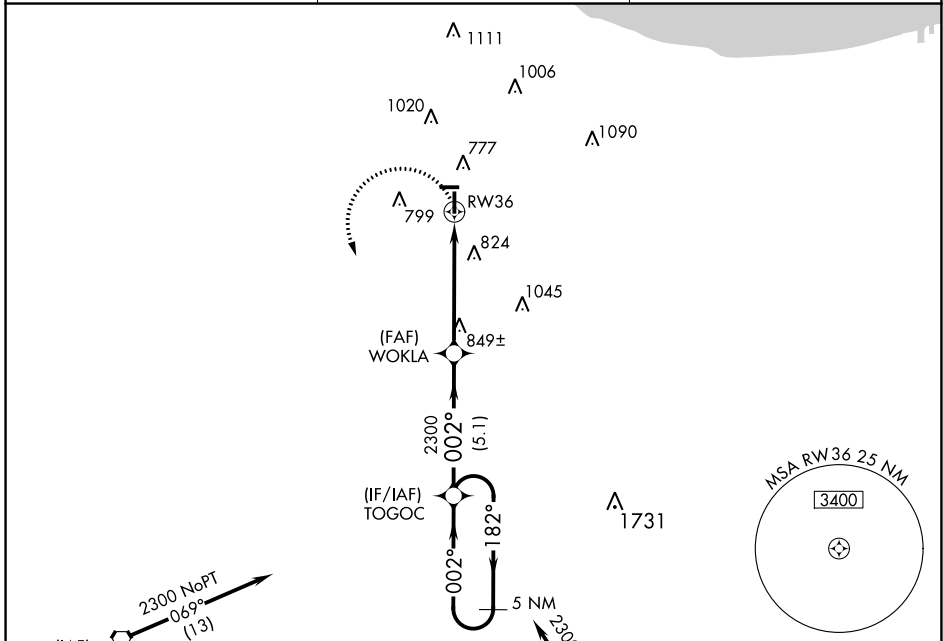 1111
1006
1020
1090
777
RW36
799
824
1045
849±
(FAF)
WOKLA
2300
002°
(5.1)
(IF/IAF)
TOGOC
182°
002°
5 NM
1731
MSA RW36 25 NM
3400
2300 NoPT
069°
(13)